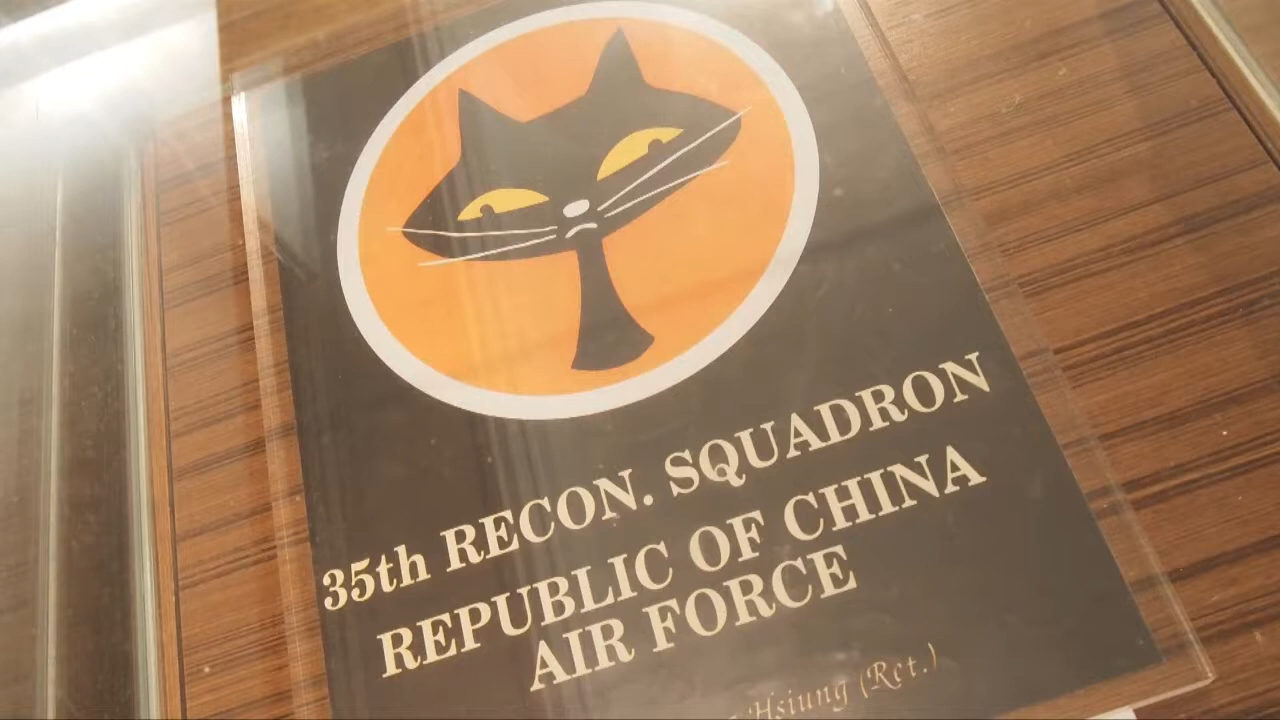 35th RECON. SQUADRON
REPUBLIC OF CHINA
AIR FORCE
Hsiung (Ret.)